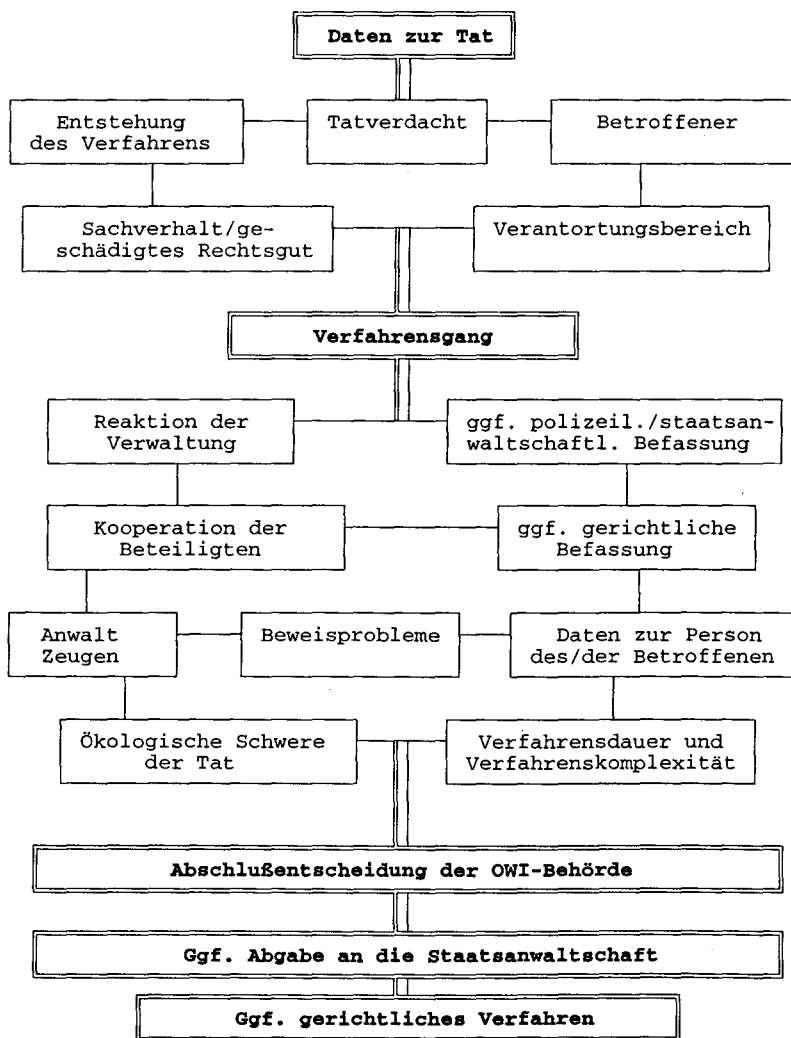 Daten zur Tat
Entstehung
des Verfahrens
Tatverdacht
Betroffener
Sachverhalt/ge-
schädigtes Rechtsgut
Verantortungsbereich
Verfahrensgang
Reaktion der
Verwaltung
ggf. polizeil./staatsan-
waltschaftl. Befassung
Kooperation der
Beteiligten
ggf. gerichtliche
Befassung
Anwalt
Zeugen
Beweisprobleme
Daten zur Person
des/der Betroffenen
Ökologische Schwere
der Tat
Verfahrensdauer und
Verfahrenskomplexität
Abschlußentscheidung der OWI-Behörde
Ggf. Abgabe an die Staatsanwaltschaft
Ggf. gerichtliches Verfahren